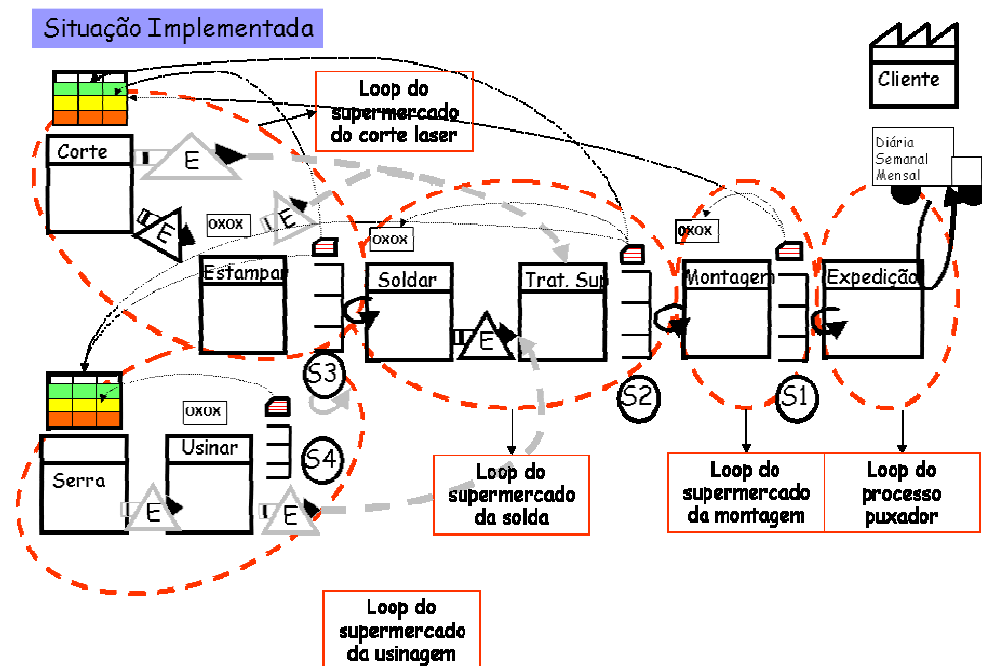 Situação Implementada
Cliente
Loop do
supermercado
do corte laser
Diária
Semanal
Mensal
Corte
E
E
E
OXOX
OXOX
OXOX
Estampar
Soldar
Trat. Sup
Montagem
Expedição
E
S3
S2
S1
OXOX
Usinar
S4
Serra
E
E
Loop do
supermercado
da solda
Loop do
supermercado
da montagem
Loop do
processo
puxador
Loop do
supermercado
da usinagem